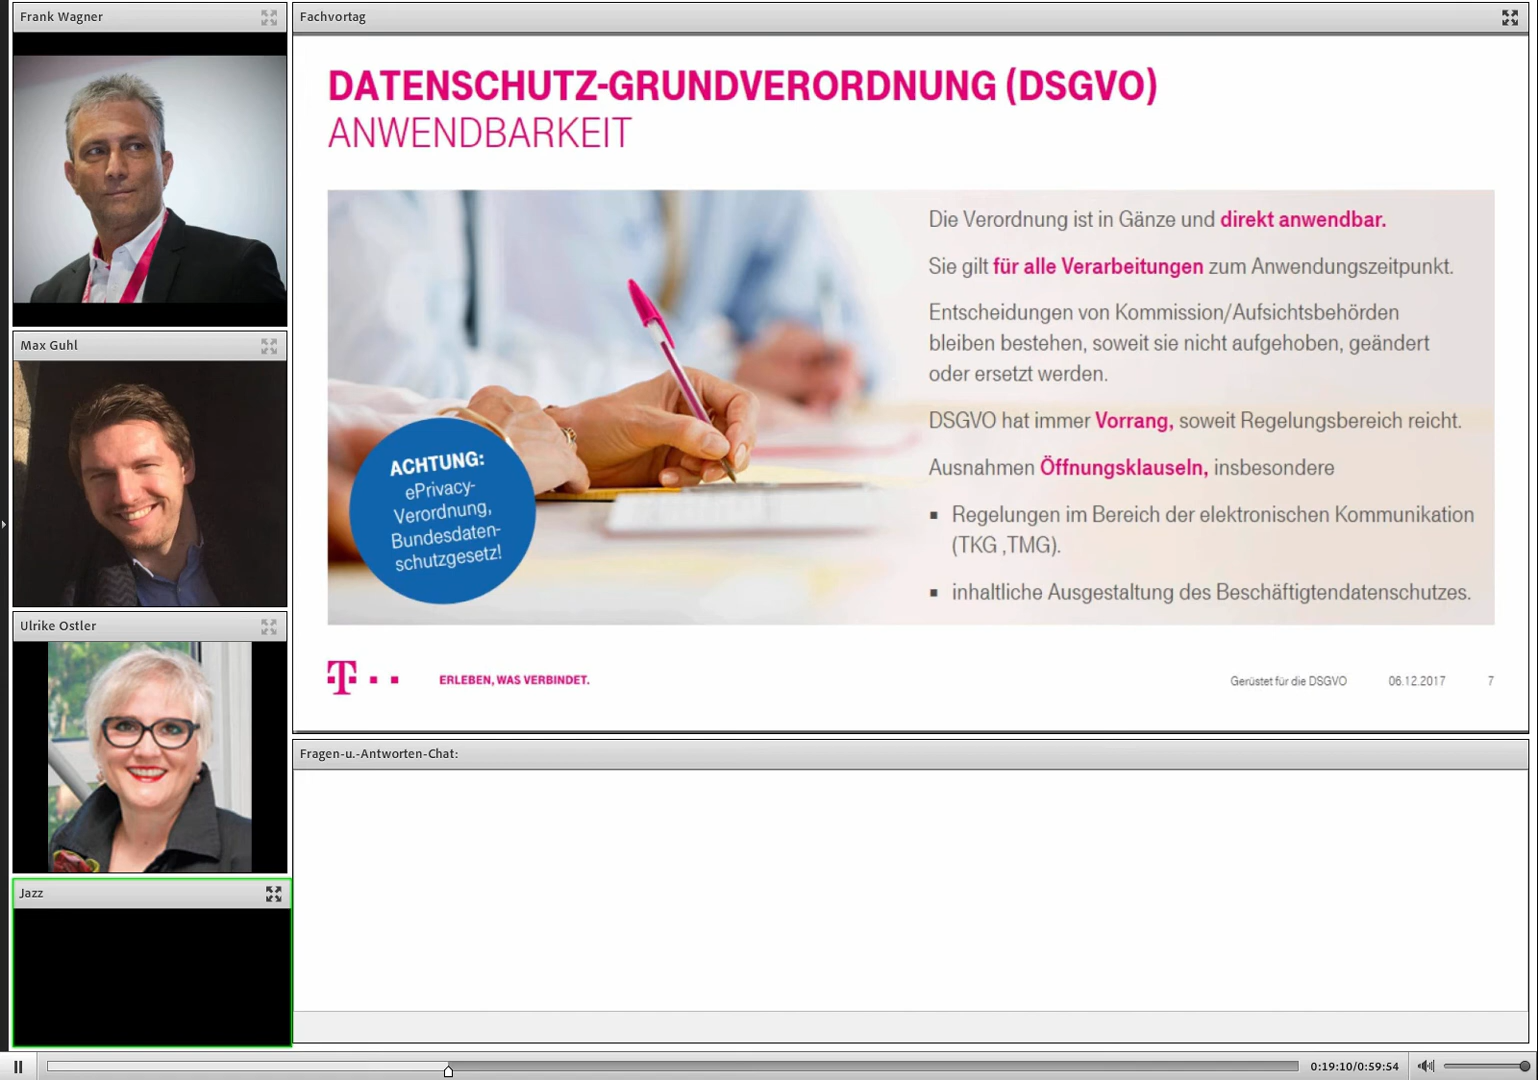 Frank Wagner
Max Guhl
Ulrike Ostler
Jazz
Fachvortag
DATENSCHUTZ-GRUNDVERORDNUNG (DSGVO)
ANWENDBARKEIT
Die Verordnung ist in Gänze und direkt anwendbar.
Sie gilt für alle Verarbeitungen zum Anwendungszeitpunkt.
Entscheidungen von Kommission/Aufsichtsbehörden
bleiben bestehen, soweit sie nicht aufgehoben, geändert
oder ersetzt werden.
DSGVO hat immer Vorrang, soweit Regelungsbereich reicht.
Ausnahmen Öffnungsklauseln, insbesondere
▪ Regelungen im Bereich der elektronischen Kommunikation
(TKG ,TMG).
▪ inhaltliche Ausgestaltung des Beschäftigtendatenschutzes.
ACHTUNG:
ePrivacy-
Verordnung,
Bundesdaten-
schutzgesetz!
T
ERLEBEN, WAS VERBINDET.
Gerüstet für die DSGVO 06.12.2017 7
Fragen-u.-Antworten-Chat:
0:19:10/0:59:54